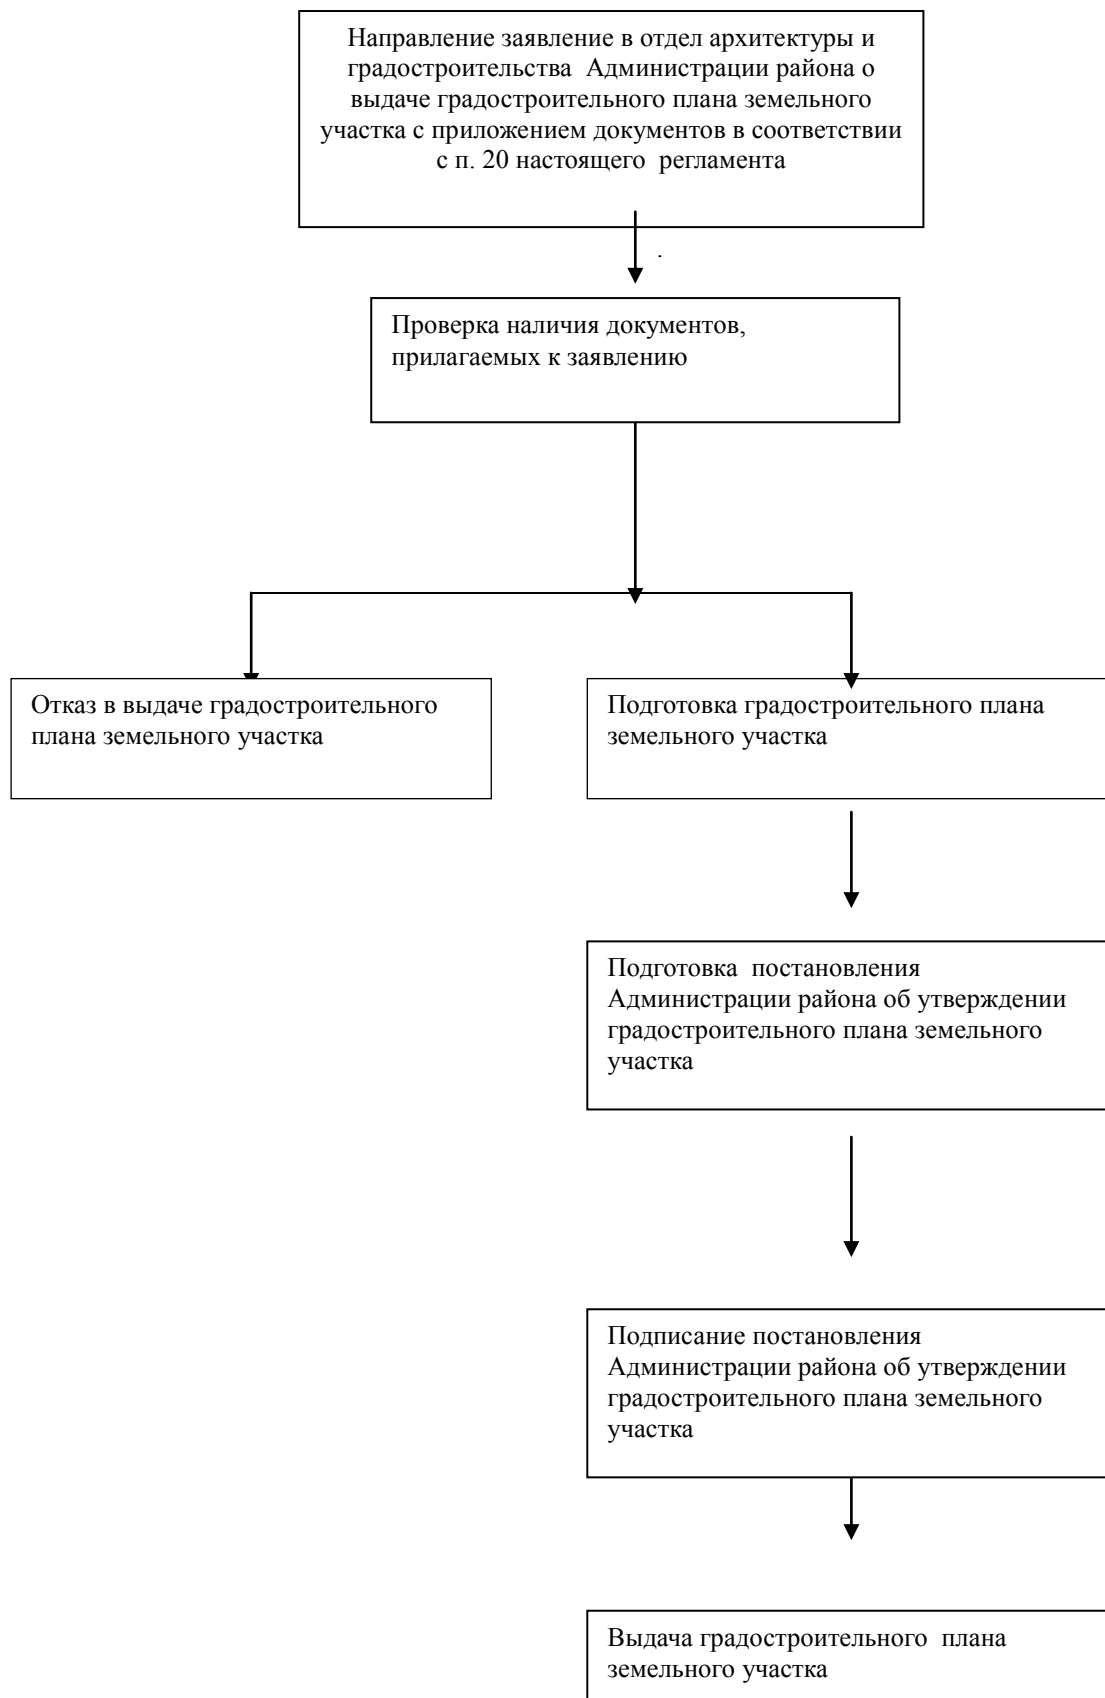 Направление заявление в отдел архитектуры и
градостроительства  Администрации района о
выдаче градостроительного плана земельного
участка с приложением документов в соответствии
с п. 20 настоящего  регламента
.
Проверка наличия документов,
прилагаемых к заявлению
Отказ в выдаче градостроительного
плана земельного участка
Подготовка градостроительного плана
земельного участка
Подготовка  постановления
Администрации района об утверждении
градостроительного плана земельного
участка
Подписание постановления
Администрации района об утверждении
градостроительного плана земельного
участка
Выдача градостроительного  плана
земельного участка